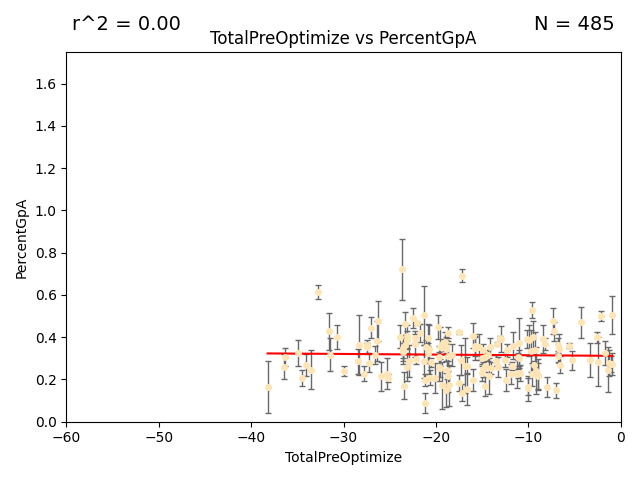 r^2 = 0.00
N = 485
TotalPreOptimize vs PercentGpA
1.6
1.4
1.2
1.0
0.8
0.6
0.4
0.2
0.0
PercentGpA
−60 −50 −40 −30 −20 −10 0
TotalPreOptimize